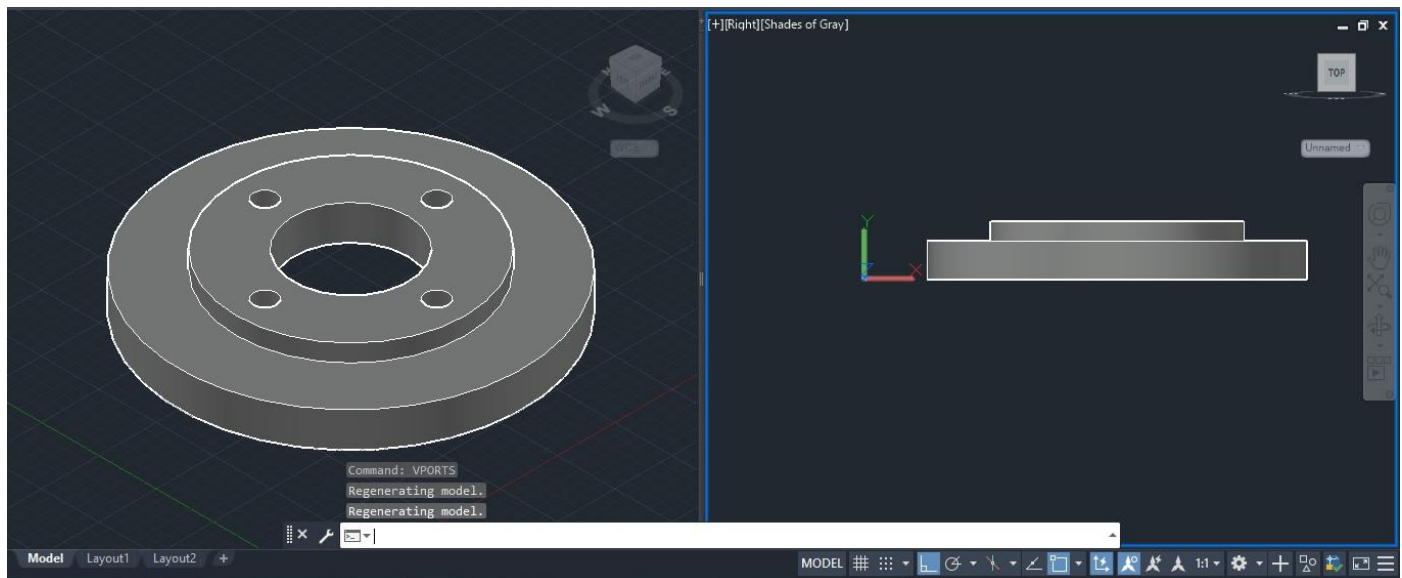 [+][Right][Shades of Gray]
TOP
W
S
Unnamed
Y
X
Command: VPORTS
Regenerating model.
Regenerating model.
Model Layout1 Layout2 +
MODEL 1:1